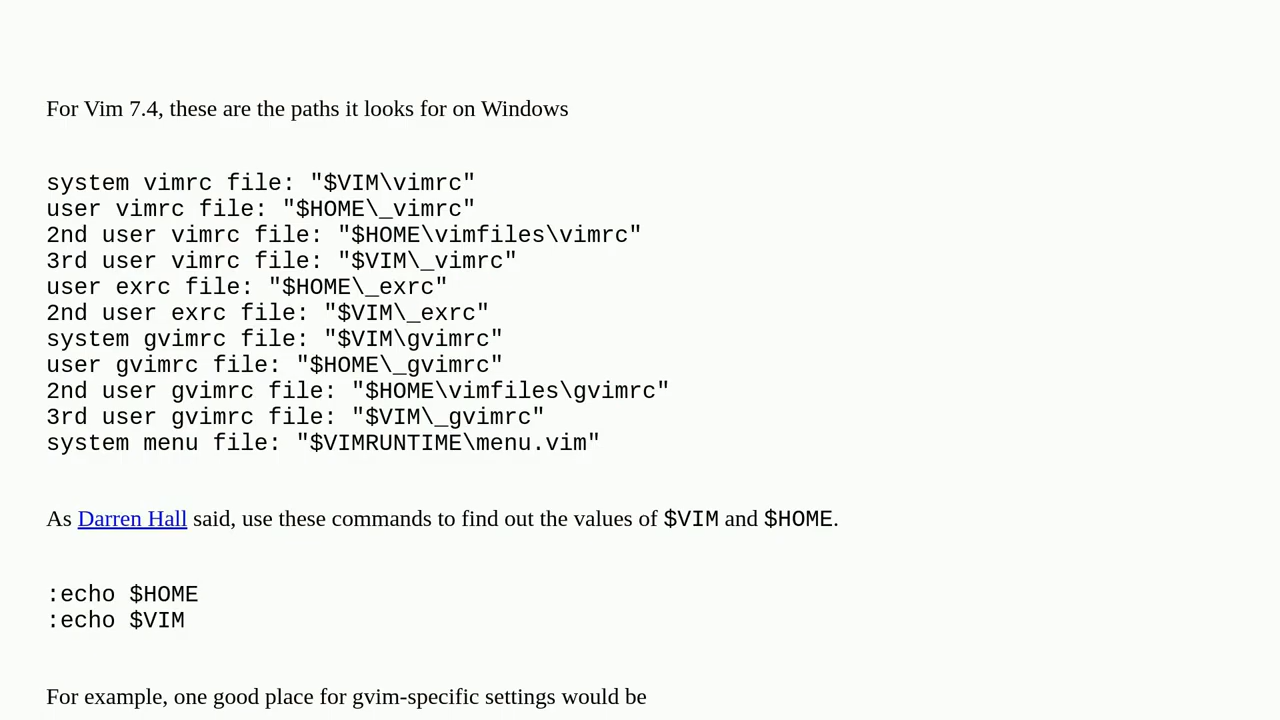 For Vim 7.4, these are the paths it looks for on Windows
system vimrc file: "$VIM\vimrc"
user vimrc file: "$HOME\_vimrc"
2nd user vimrc file: "$HOME\vimfiles\vimrc"
3rd user vimrc file: "$VIM\_vimrc"
user exrc file: "$HOME\_exrc"
2nd user exrc file: "$VIM\_exrc"
system gvimrc file: "$VIM\gvimrc"
user gvimrc file: "$HOME\_gvimrc"
2nd user gvimrc file: "$HOME\vimfiles\gvimrc"
3rd user gvimrc file: "$VIM\_gvimrc"
system menu file: "$VIMRUNTIME\menu.vim"
As Darren Hall said, use these commands to find out the values of $VIM and $HOME.
:echo $HOME
:echo $VIM
For example, one good place for gvim-specific settings would be